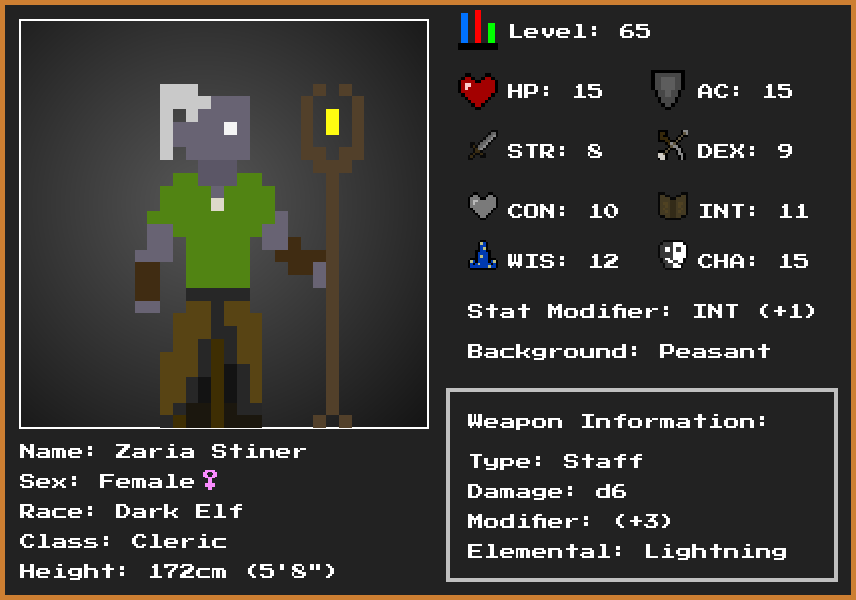 Level: 65
HP: 15
AC: 15
STR: 8
DEX: 9
CON: 10
INT: 11
WIS: 12
CHA: 15
Stat Modifier: INT (+1)
Background: Peasant
Weapon Information:
Type: Staff
Damage: d6
Modifier: (+3)
Elemental: Lightning
Name: Zaria Stiner
Sex: Female♀
Race: Dark Elf
Class: Cleric
Height: 172cm (5'8")